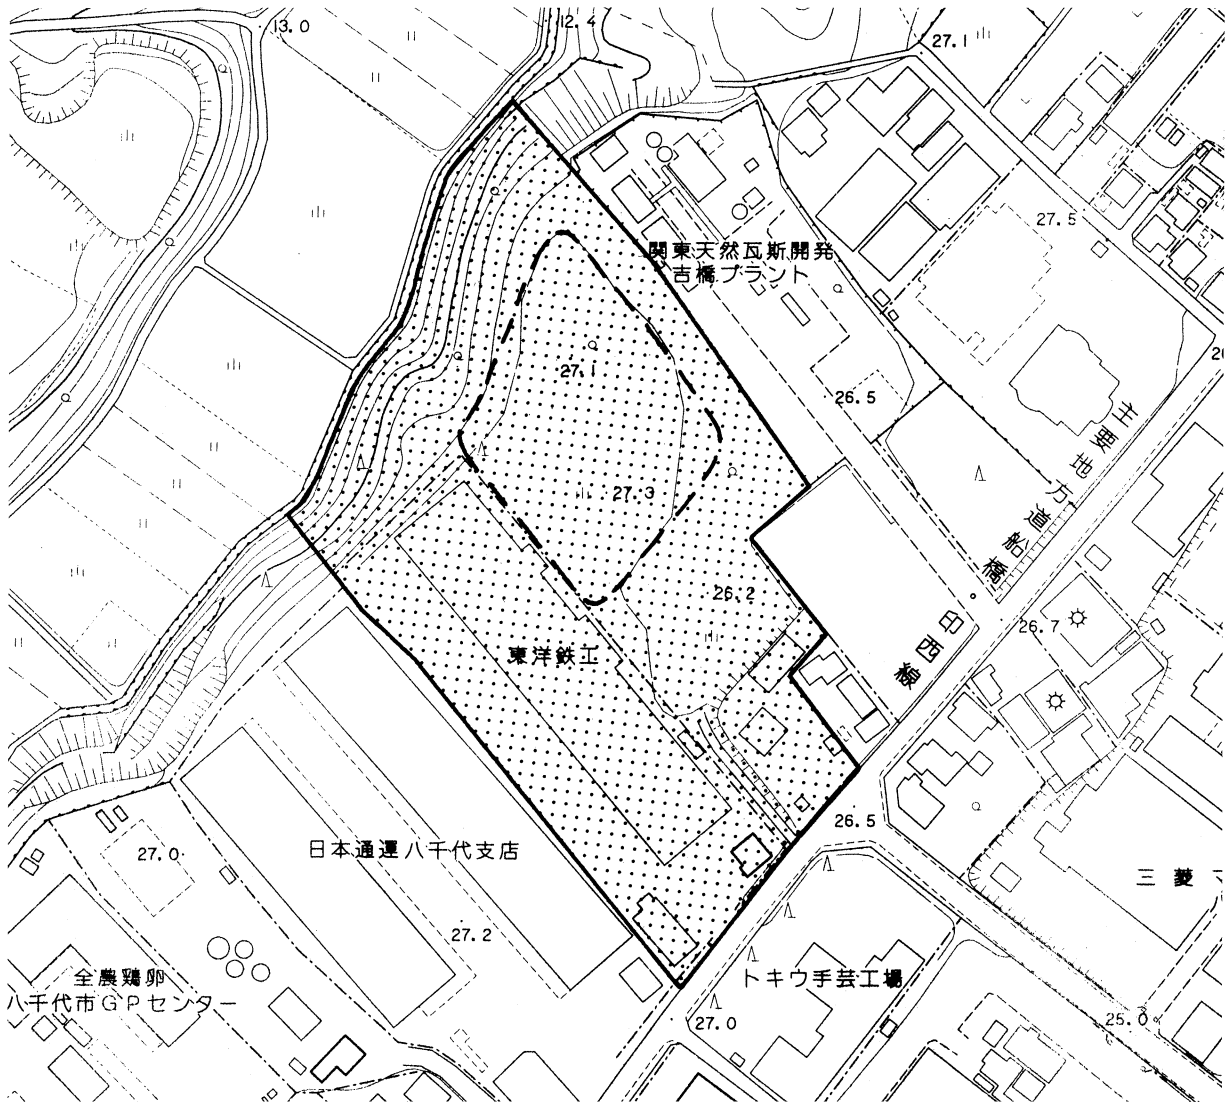 13.0
12.4
27.1
27.5
関東天然瓦斯開発
吉橋プラント
27.1
26.5
27.3
26.2
主要地方道船橋
印西線
26.7
東洋鉄工
26.5
27.0
日本通運八千代支店
三菱
27.2
全農鶏卵
八千代市GPセンター
トキウ手芸工場
27.0
25.0